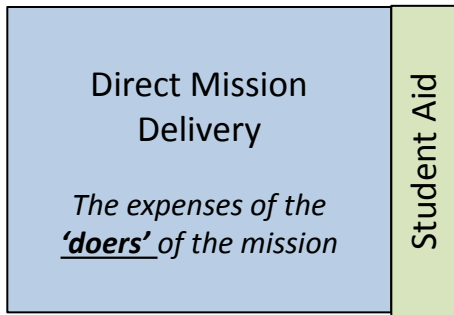 Direct Mission
Delivery
The expenses of the
‘doers’ of the mission
Student Aid